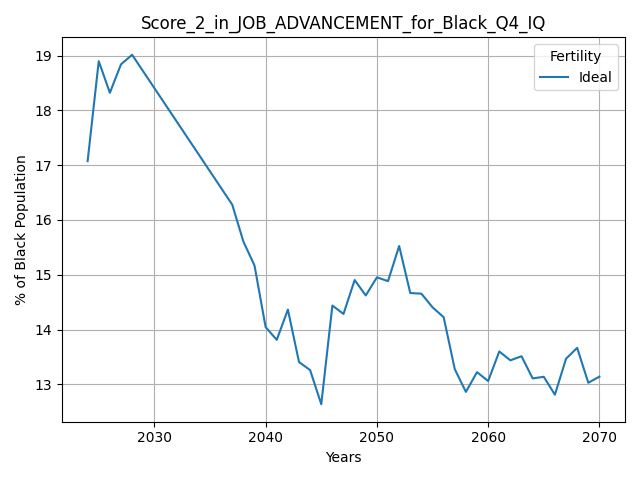 Score_2_in_JOB_ADVANCEMENT_for_Black_Q4_IQ
Fertility
Ideal
% of Black Population
19
18
17
16
15
14
13
2030 2040 2050 2060 2070
Years